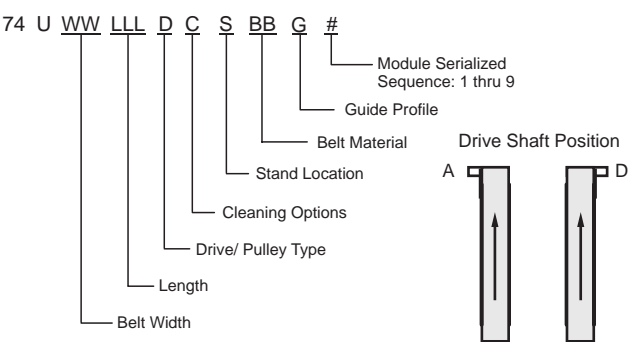 74 U WW LLL D C S BB G #
Module Serialized
Sequence: 1 thru 9
Guide Profile
Belt Material
Drive Shaft Position
A D
Stand Location
Cleaning Options
Drive/ Pulley Type
Length
Belt Width